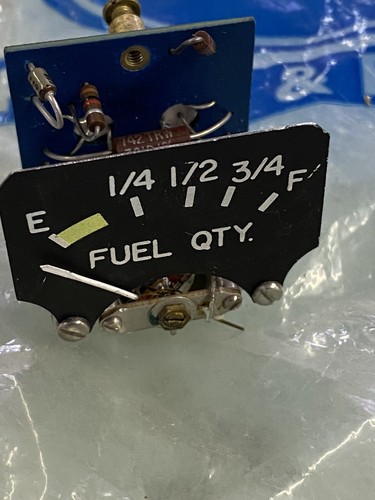 &
1/4 1/2 3/4 F
E
FUEL QTY.